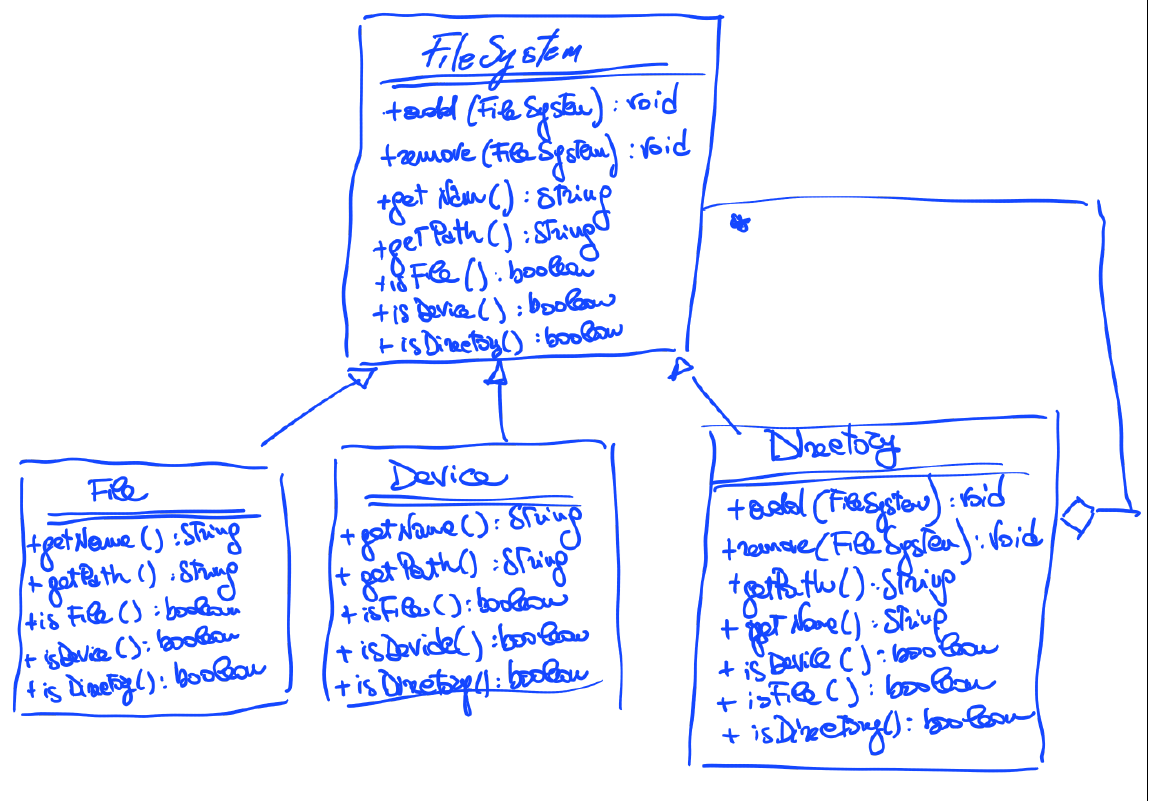 FileSystem
+add(FileSystem): void
+remove(FileSystem): void
+getNam(): String
+getPath(): String
+isFile(): boolean
+isDevice(): boolean
+ isDirectory(): boolean
File
+getName(): String
+ getPath(): String
+isFile(): boolean
+ isDevice(): boolean
+ isDirectory(): boolean
Device
+getName(): String
+ getPath(): String
+isFile(): boolean
+ isDevide(): boolean
+ isDirectory(): boolean
Directory
+add(FileSystem): void
+remove(FileSystem): void
+getPath(): String
+ getName(): String
+ isDevice(): boolean
+ isFile(): boolean
+ isDirectory(): boolean
*